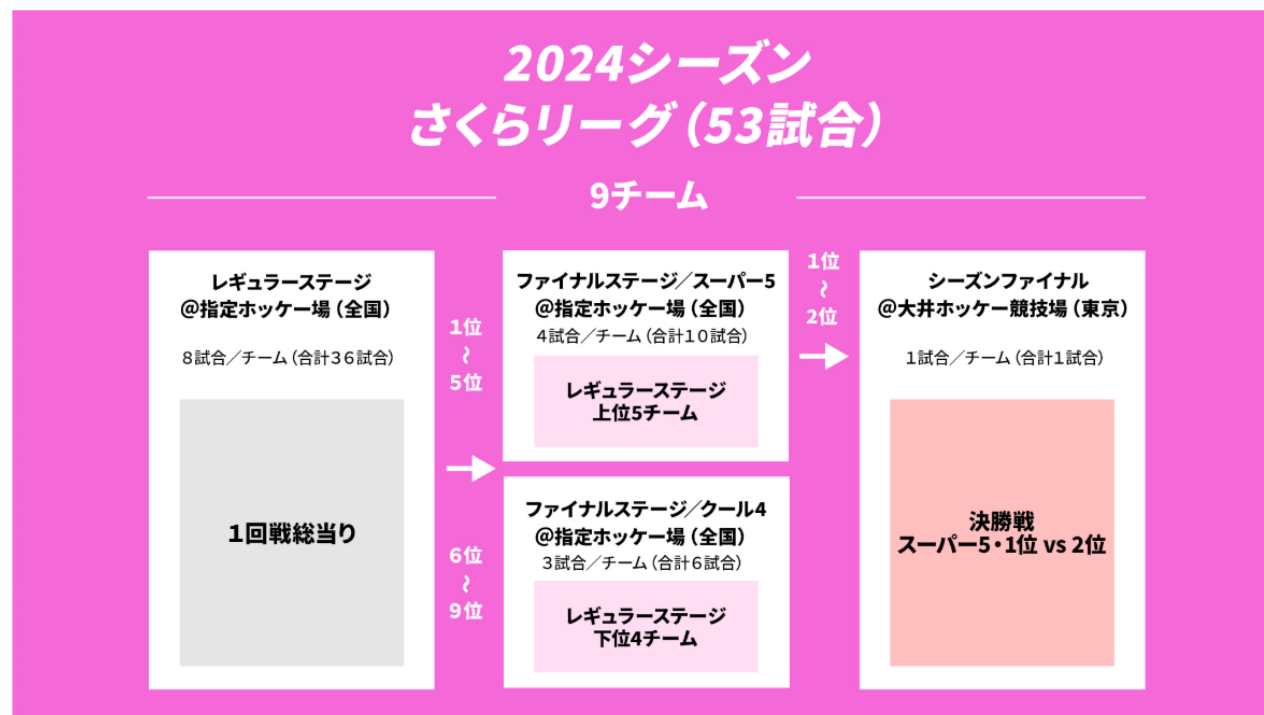 2024シーズン
さくらリーグ（53試合）
9チーム
レギュラーステージ
@指定ホッケー場（全国）
８試合／チーム（合計３６試合）
１回戦総当り
1位
〜
5位
6位
〜
9位
ファイナルステージ／スーパー5
@指定ホッケー場（全国）
４試合／チーム（合計１０試合）
レギュラーステージ
上位5チーム
ファイナルステージ／クール4
@指定ホッケー場（全国）
３試合／チーム（合計６試合）
レギュラーステージ
下位4チーム
1位
〜
2位
シーズンファイナル
@大井ホッケー競技場（東京）
１試合／チーム（合計１試合）
決勝戦
スーパー5・1位 vs 2位